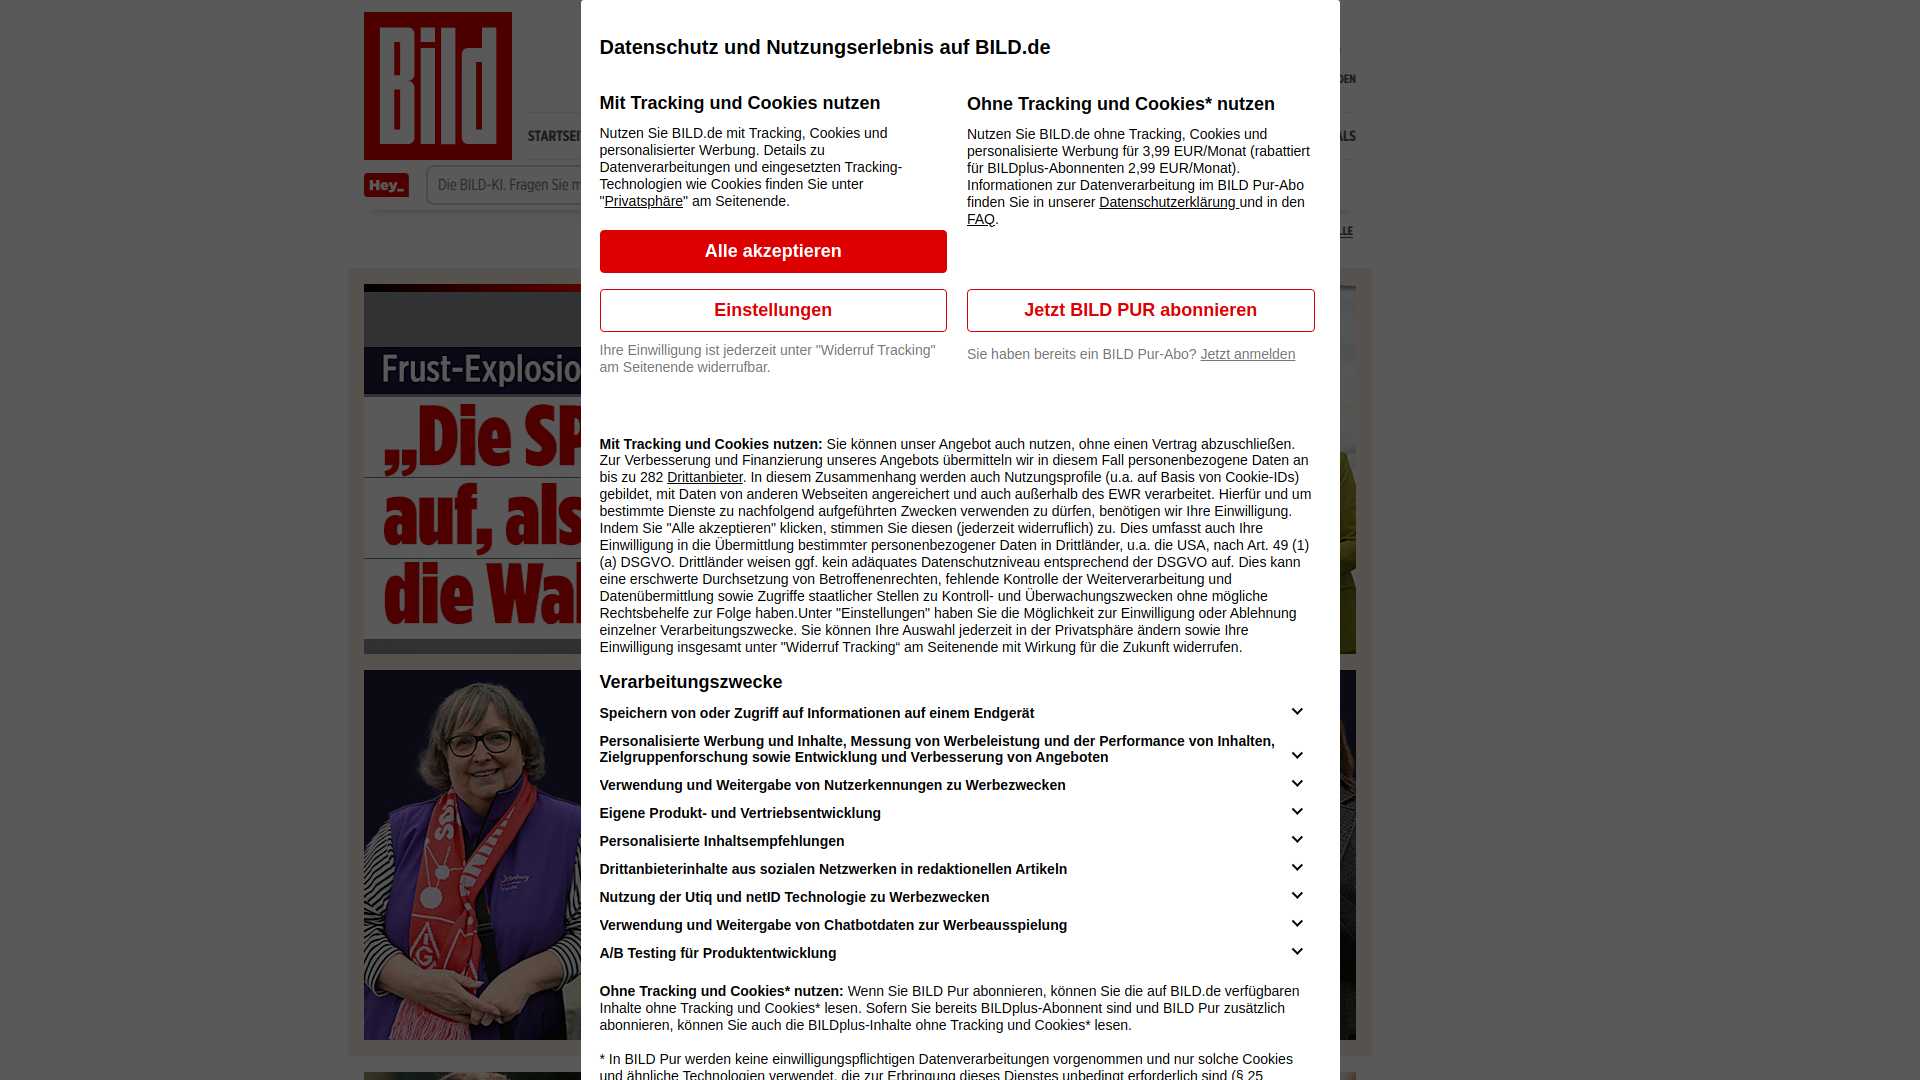 Bild
DEN
STARTSEI
ALS
Hey_
Die BILD-KI. Fragen Sie m
LLE
Datenschutz und Nutzungserlebnis auf BILD.de
Mit Tracking und Cookies nutzen
Nutzen Sie BILD.de mit Tracking, Cookies und
personalisierter Werbung. Details zu
Datenverarbeitungen und eingesetzten Tracking-
Technologien wie Cookies finden Sie unter
"Privatsphäre" am Seitenende.
Alle akzeptieren
Einstellungen
Ihre Einwilligung ist jederzeit unter "Widerruf Tracking"
am Seitenende widerrufbar.
Ohne Tracking und Cookies* nutzen
Nutzen Sie BILD.de ohne Tracking, Cookies und
personalisierte Werbung für 3,99 EUR/Monat (rabattiert
für BILDplus-Abonnenten 2,99 EUR/Monat).
Informationen zur Datenverarbeitung im BILD Pur-Abo
finden Sie in unserer Datenschutzerklärung und in den
FAQ.
Jetzt BILD PUR abonnieren
Sie haben bereits ein BILD Pur-Abo? Jetzt anmelden
Frust-Explosio
„Die SP
auf, als
die Wal
Mit Tracking und Cookies nutzen: Sie können unser Angebot auch nutzen, ohne einen Vertrag abzuschließen.
Zur Verbesserung und Finanzierung unseres Angebots übermitteln wir in diesem Fall personenbezogene Daten an
bis zu 282 Drittanbieter. In diesem Zusammenhang werden auch Nutzungsprofile (u.a. auf Basis von Cookie-IDs)
gebildet, mit Daten von anderen Webseiten angereichert und auch außerhalb des EWR verarbeitet. Hierfür und um
bestimmte Dienste zu nachfolgend aufgeführten Zwecken verwenden zu dürfen, benötigen wir Ihre Einwilligung.
Indem Sie "Alle akzeptieren" klicken, stimmen Sie diesen (jederzeit widerruflich) zu. Dies umfasst auch Ihre
Einwilligung in die Übermittlung bestimmter personenbezogener Daten in Drittländer, u.a. die USA, nach Art. 49 (1)
(a) DSGVO. Drittländer weisen ggf. kein adäquates Datenschutzniveau entsprechend der DSGVO auf. Dies kann
eine erschwerte Durchsetzung von Betroffenenrechten, fehlende Kontrolle der Weiterverarbeitung und
Datenübermittlung sowie Zugriffe staatlicher Stellen zu Kontroll- und Überwachungszwecken ohne mögliche
Rechtsbehelfe zur Folge haben.Unter "Einstellungen" haben Sie die Möglichkeit zur Einwilligung oder Ablehnung
einzelner Verarbeitungszwecke. Sie können Ihre Auswahl jederzeit in der Privatsphäre ändern sowie Ihre
Einwilligung insgesamt unter "Widerruf Tracking“ am Seitenende mit Wirkung für die Zukunft widerrufen.
Verarbeitungszwecke
Speichern von oder Zugriff auf Informationen auf einem Endgerät
Personalisierte Werbung und Inhalte, Messung von Werbeleistung und der Performance von Inhalten,
Zielgruppenforschung sowie Entwicklung und Verbesserung von Angeboten
Verwendung und Weitergabe von Nutzerkennungen zu Werbezwecken
Eigene Produkt- und Vertriebsentwicklung
Personalisierte Inhaltsempfehlungen
Drittanbieterinhalte aus sozialen Netzwerken in redaktionellen Artikeln
Nutzung der Utiq und netID Technologie zu Werbezwecken
Verwendung und Weitergabe von Chatbotdaten zur Werbeausspielung
A/B Testing für Produktentwicklung
Ohne Tracking und Cookies* nutzen: Wenn Sie BILD Pur abonnieren, können Sie die auf BILD.de verfügbaren
Inhalte ohne Tracking und Cookies* lesen. Sofern Sie bereits BILDplus-Abonnent sind und BILD Pur zusätzlich
abonnieren, können Sie auch die BILDplus-Inhalte ohne Tracking und Cookies* lesen.
* In BILD Pur werden keine einwilligungspflichtigen Datenverarbeitungen vorgenommen und nur solche Cookies
und ähnliche Technologien verwendet, die zur Erbringung dieses Dienstes unbedingt erforderlich sind (§ 25